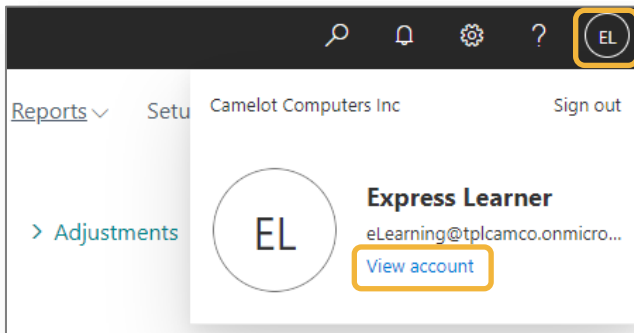 ? EL
Reports Setu Camelot Computers Inc Sign out
Express Learner
EL eLearning@tplcamco.onmicro...
> Adjustments View account